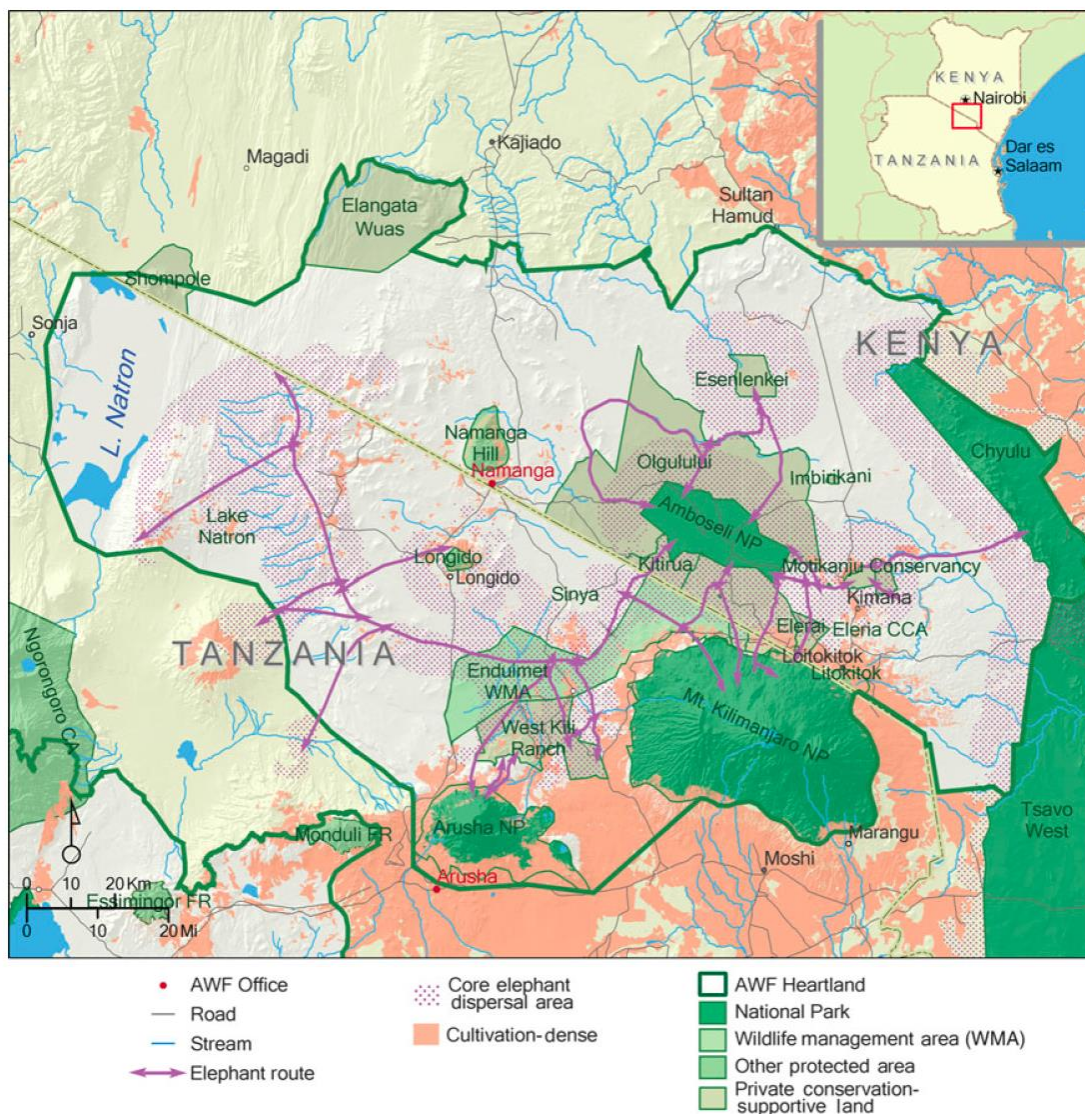 KENYA
Nairobi
Dar es
Salaam
TANZANIA
Kajiado
Magadi
Elangata
Wuas
Sultan
Hamud
Shompole
Sonja
L. Natron
KENYA
Esenlenkei
Chyulu
Namanga
Hill
Namanga
Olgululul
Imbirikani
Amboseli NP
Lake
Natron
Longido
Longido
Kitirua
Motikanju Conservancy
Kimana
Sinya
Elerai
Eleria CCA
TANZANIA
Loitokitok
Litokitok
Ngorongoro CA
Enduimet
WMA
Mt. Kilimanjaro NP
West Kili
Ranch
Tsavo
West
Arusha NP
Monduli FR
Marangu
Moshi
Arusha
0 10 20 Km
Essimingor FR
0 10 20 Mi
AWF Office
Road
Stream
Elephant route
Core elephant
dispersal area
Cultivation-dense
AWF Heartland
National Park
Wildlife management area (WMA)
Other protected area
Private conservation-
supportive land